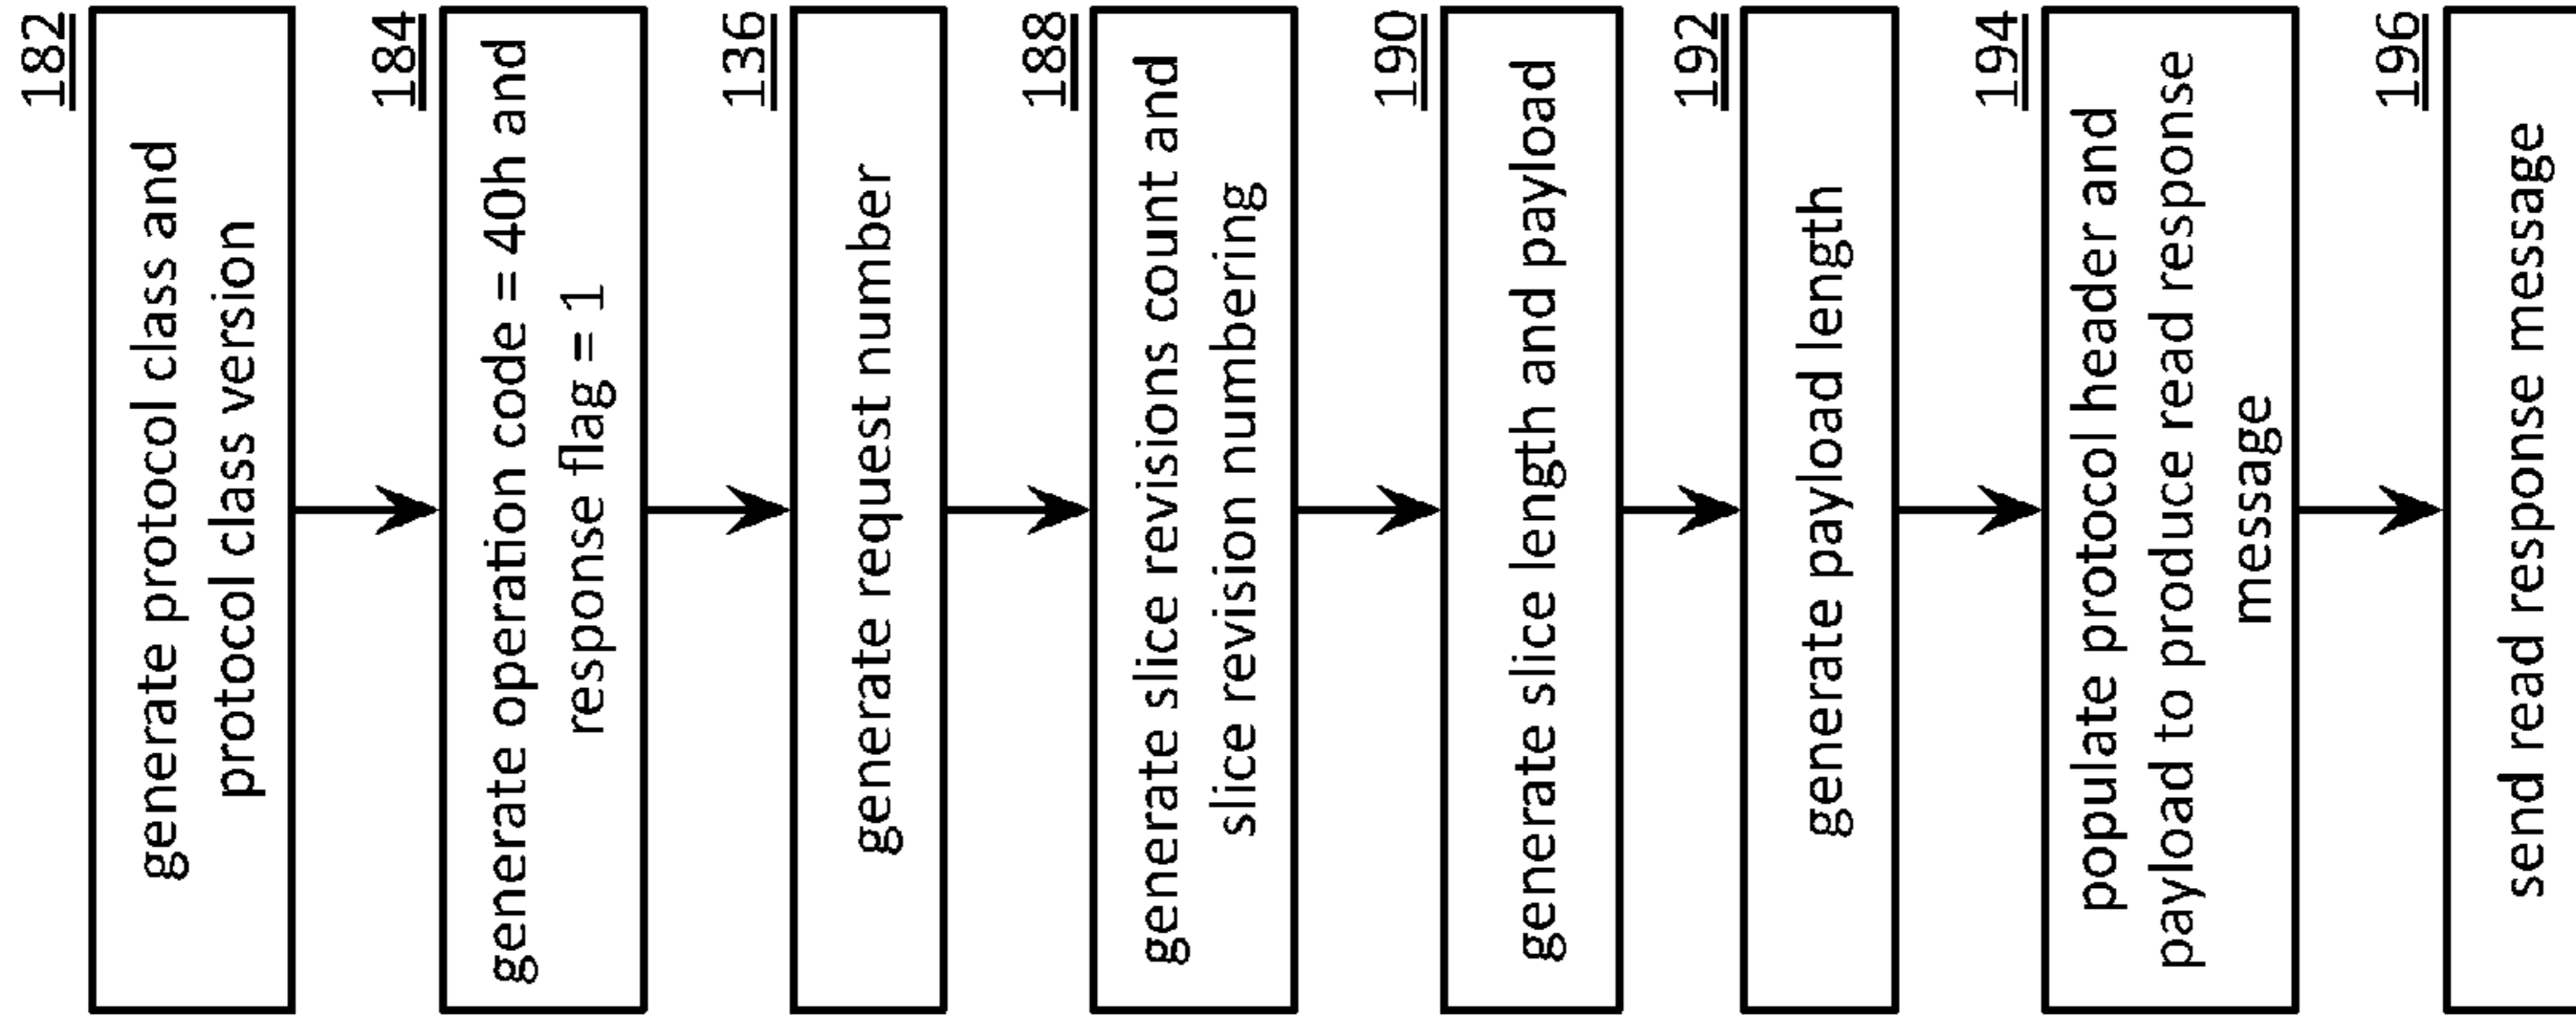 182
generate protocol class and
protocol class version
184
generate operation code = 40h and
response flag = 1
136
generate request number
188
generate slice revisions count and
slice revision numbering
190
generate slice length and payload
192
generate payload length
194
populate protocol header and
payload to produce read response
message
196
send read response message